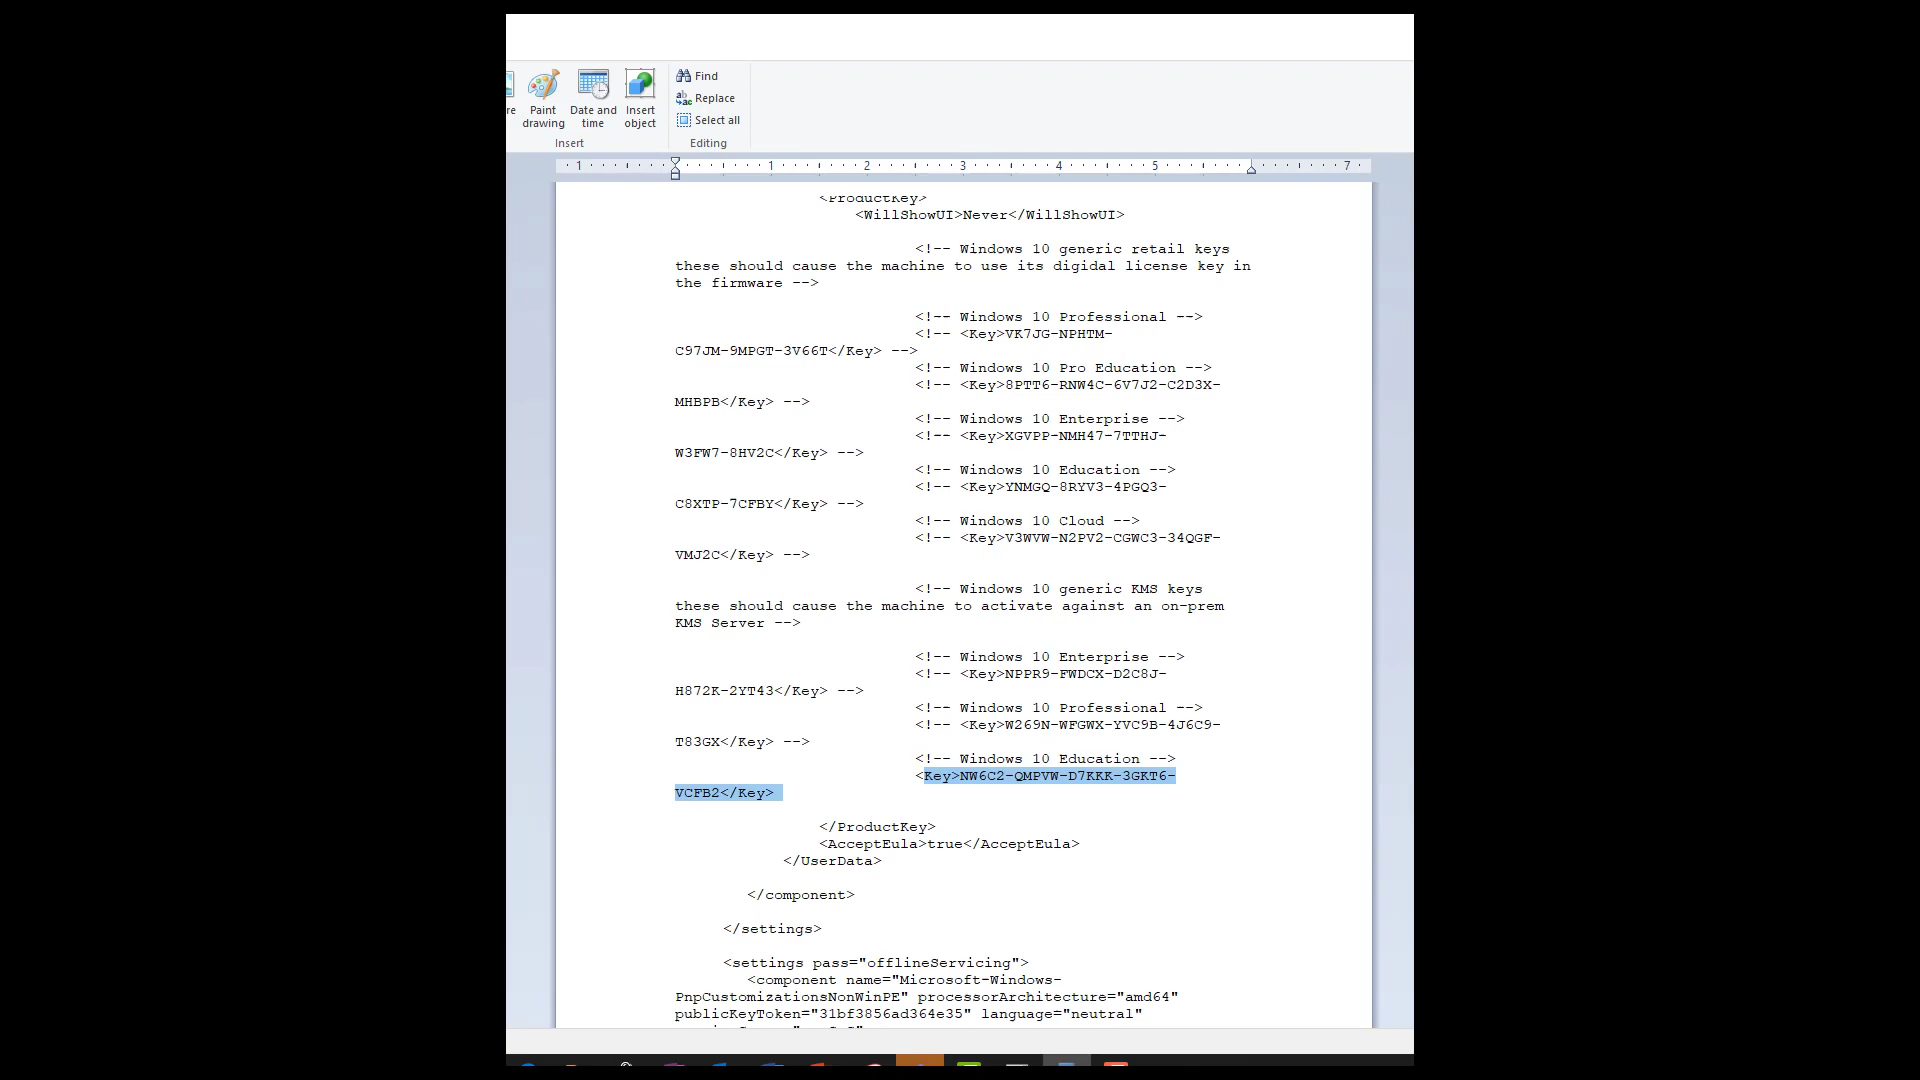 re
Paint
drawing
Date and
time
Insert
object
Insert
Find
Replace
Select all
Editing
1 1 2 3 4 5 7
<ProductKey>
<WillShowUI>Never</WillShowUI>
<!-- Windows 10 generic retail keys
these should cause the machine to use its digidal license key in
the firmware -->
<!-- Windows 10 Professional -->
<!-- <Key>VK7JG-NPHTM-
C97JM-9MPGT-3V66T</Key> -->
<!-- Windows 10 Pro Education -->
<!-- <Key>8PTT6-RNW4C-6V7J2-C2D3X-
MHBPB</Key> -->
<!-- Windows 10 Enterprise -->
<!-- <Key>XGVPP-NMH47-7TTHJ-
W3FW7-8HV2C</Key> -->
<!-- Windows 10 Education -->
<!-- <Key>YNMGQ-8RYV3-4PGQ3-
C8XTP-7CFBY</Key> -->
<!-- Windows 10 Cloud -->
<!-- <Key>V3WVW-N2PV2-CGWC3-34QGF-
VMJ2C</Key> -->
<!-- Windows 10 generic KMS keys
these should cause the machine to activate against an on-prem
KMS Server -->
<!-- Windows 10 Enterprise -->
<!-- <Key>NPPR9-FWDCX-D2C8J-
H872K-2YT43</Key> -->
<!-- Windows 10 Professional -->
<!-- <Key>W269N-WFGWX-YVC9B-4J6C9-
T83GX</Key> -->
<!-- Windows 10 Education -->
<Key>NW6C2-QMPVW-D7KKK-3GKT6-
VCFB2</Key>
</ProductKey>
<AcceptEula>true</AcceptEula>
</UserData>
</component>
</settings>
<settings pass="offlineServicing">
<component name="Microsoft-Windows-
PnpCustomizationsNonWinPE" processorArchitecture="amd64"
publicKeyToken="31bf3856ad364e35" language="neutral"